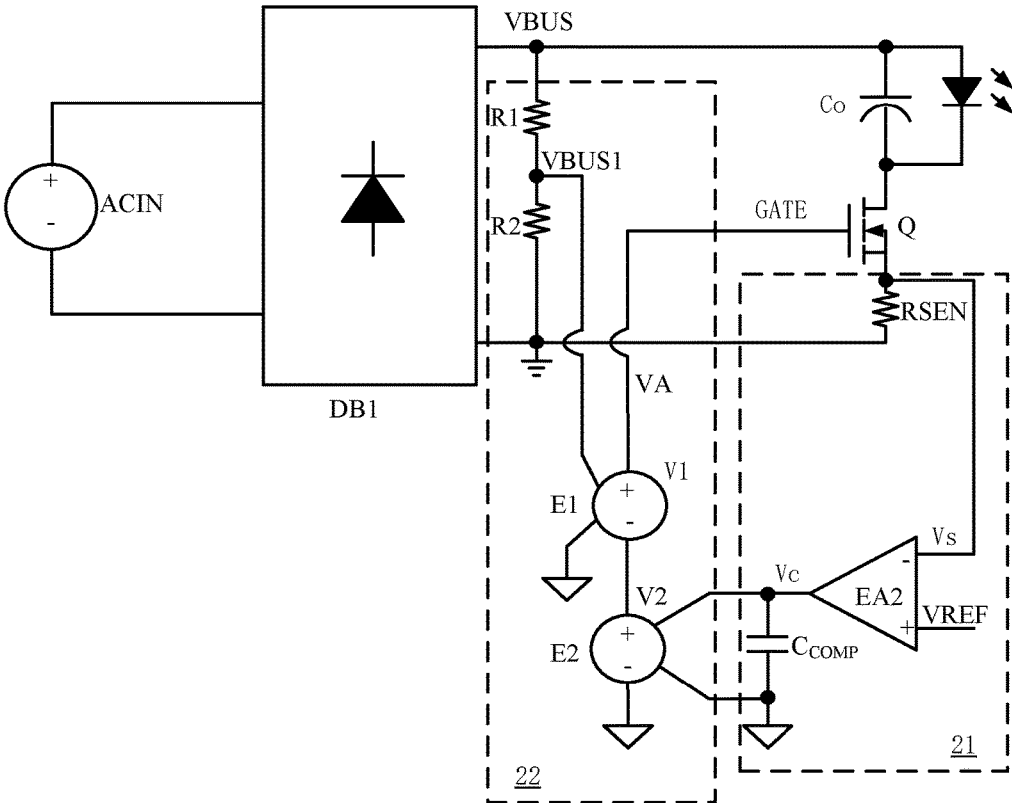 VBUS
R1
Co
VBUS1
ACIN
+
-
R2
GATE
Q
RSEN
VA
DB1
V1
E1
+
-
Vs
Vc
-
EA2
V2
VREF
+
E2
+
-
CCOMP
21
22